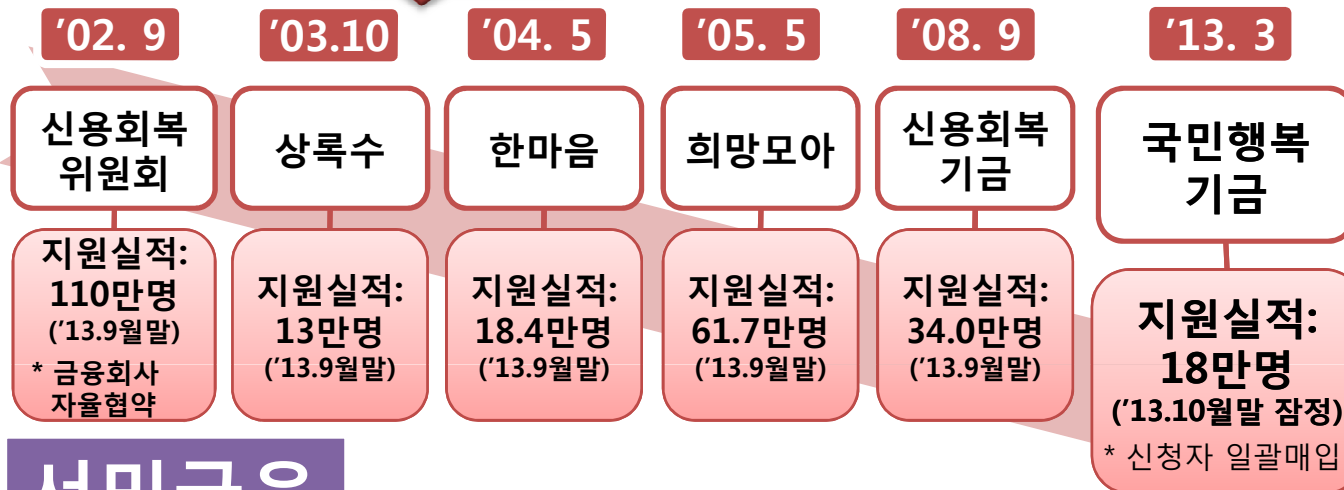 ’02. 9
’03.10
’04. 5
’05. 5
’08. 9
’13. 3
신용회복
위원회
상록수
한마음
희망모아
신용회복
기금
국민행복
기금
지원실적:
110만명
(’13.9월말)
* 금융회사
자율협약
지원실적:
13만명
(’13.9월말)
지원실적:
18.4만명
(’13.9월말)
지원실적:
61.7만명
(’13.9월말)
지원실적:
34.0만명
(’13.9월말)
지원실적:
18만명
(’13.10월말 잠정)
* 신청자 일괄매입